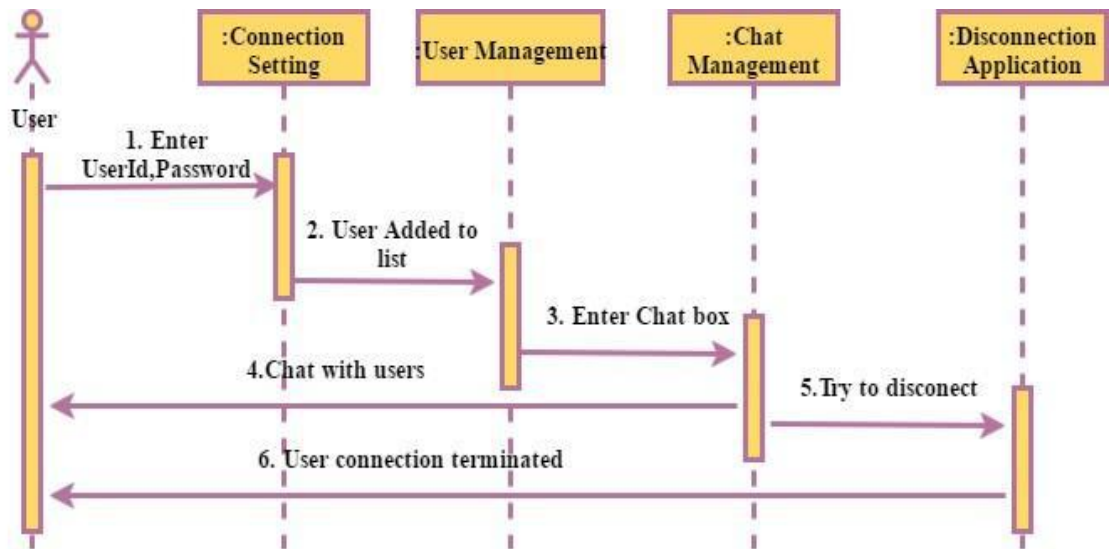 :Connection
Setting
:User Management
:Chat
Management
:Disconnection
Application
User
1. Enter
UserId,Password
2. User Added to
list
3. Enter Chat box
4.Chat with users
5.Try to disconect
6. User connection terminated